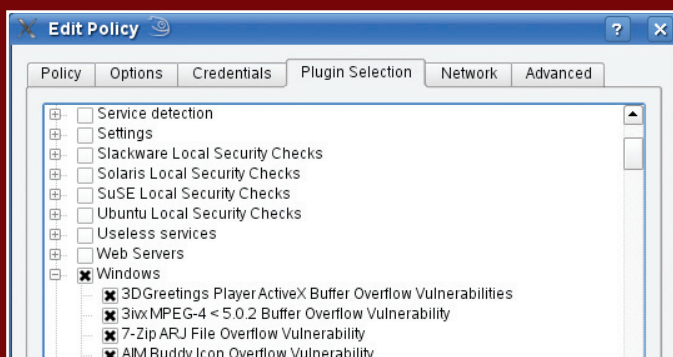 Edit Policy
?
Policy Options Credentials Plugin Selection Network Advanced
Service detection
Settings
Slackware Local Security Checks
Solaris Local Security Checks
SuSE Local Security Checks
Ubuntu Local Security Checks
Useless services
Web Servers
Windows
3DGreetings Player ActiveX Buffer Overflow Vulnerabilities
3ivx MPEG-4 < 5.0.2 Buffer Overflow Vulnerability
7-Zip ARJ File Overflow Vulnerability
AIM Buddy Icon Overflow Vulnerability